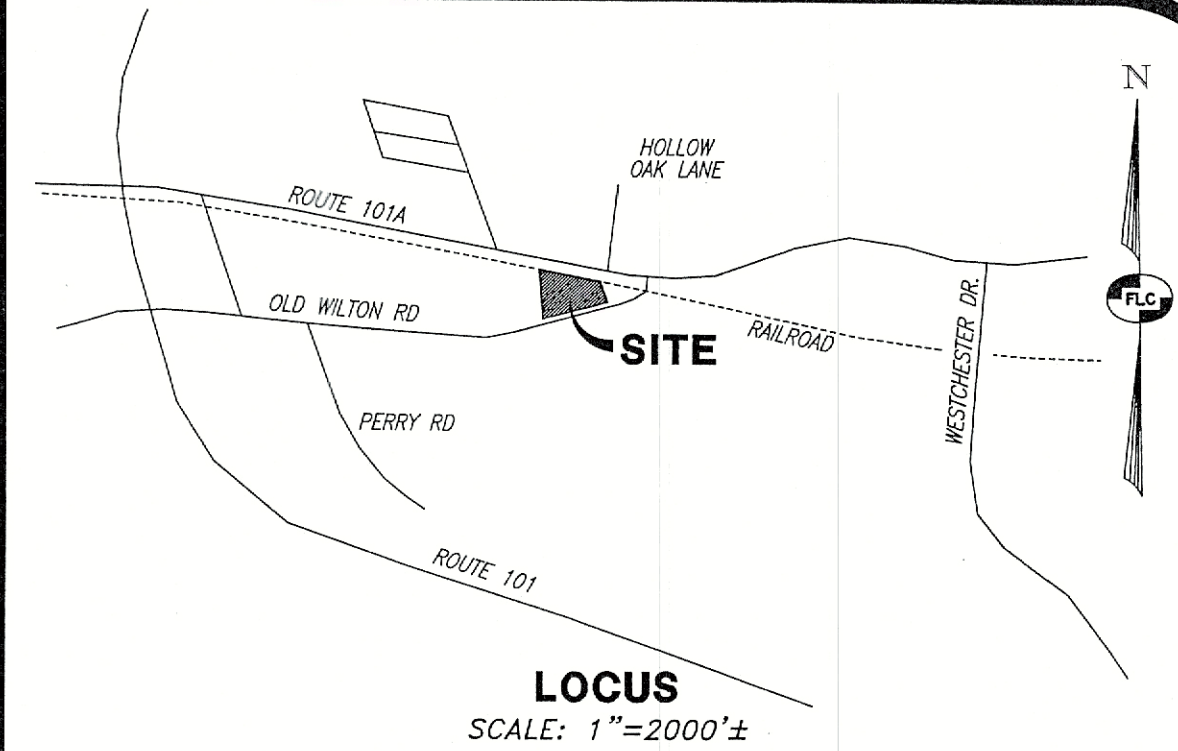 N
HOLLOW
OAK LANE
ROUTE 101A
FLC
OLD WILTON RD
SITE
RAILROAD
WESTCHESTER DR.
PERRY RD
ROUTE 101
LOCUS
SCALE: 1"=2000'±